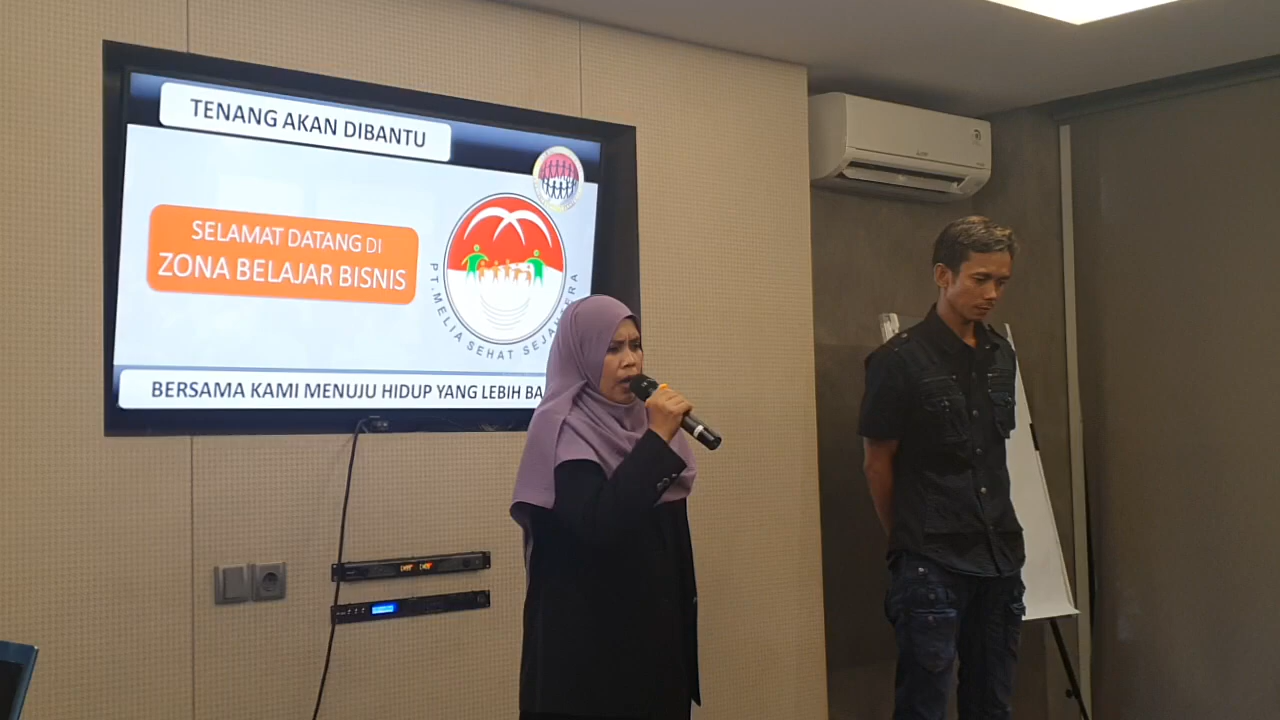 TENANG AKAN DIBANTU
SELAMAT DATANG DI
ZONA BELAJAR BISNIS
PT. MELIA SEHAT SEJAHTERA
BERSAMA KAMI MENUJU HIDUP YANG LEBIH BA